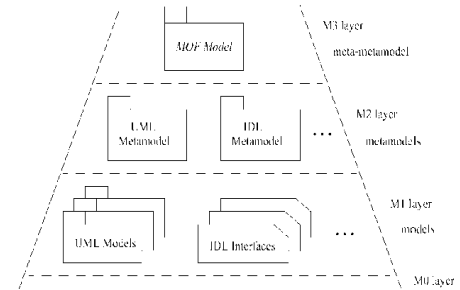 M3 layer
meta-metamodel
MOF Model
M2 layer
metamodels
UML
Metamodel
IDL
Metamodel
...
M1 layer
models
UML Models
IDL Interfaces
...
M0 layer